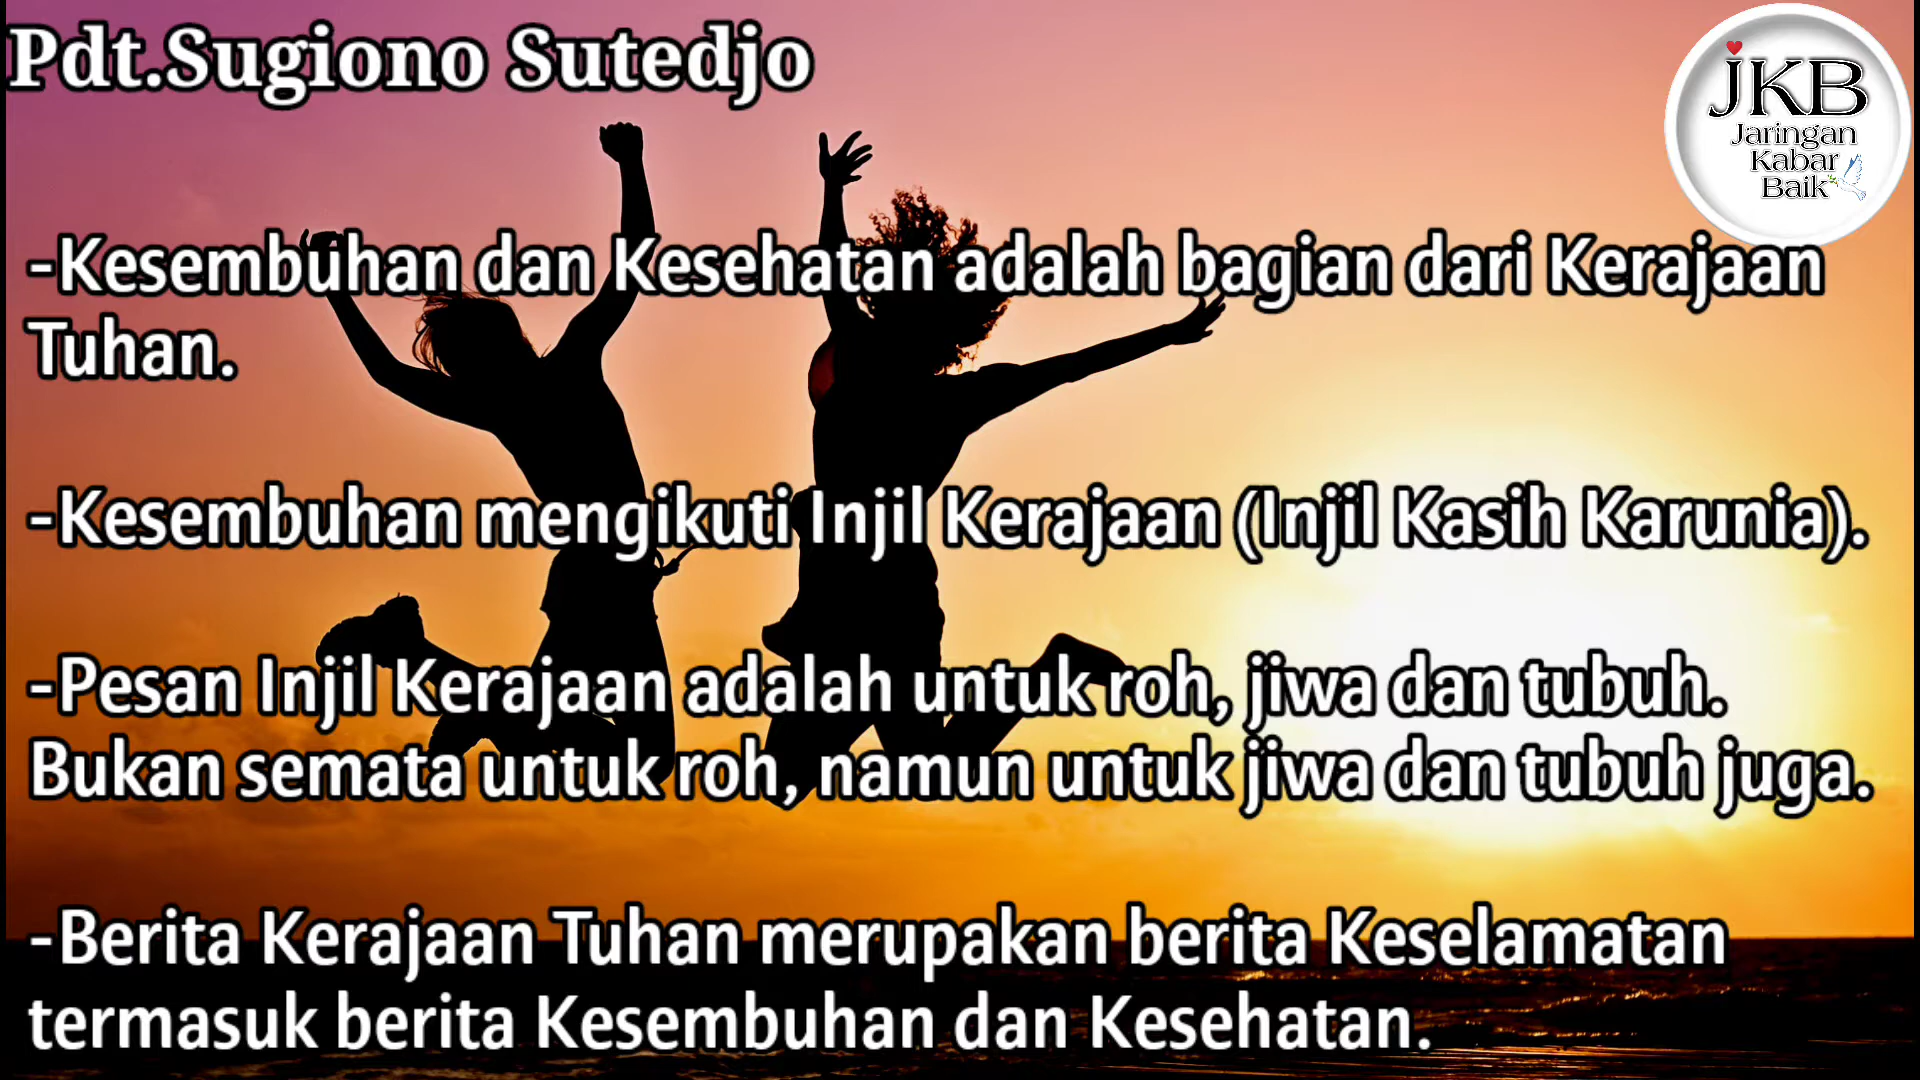 Pdt.Sugiono Sutedjo
JKB
Jaringan
Kabar
Baik
-Kesembuhan dan Kesehatan adalah bagian dari Kerajaan
Tuhan.
-Kesembuhan mengikuti Injil Kerajaan (Injil Kasih Karunia).
-Pesan Injil Kerajaan adalah untuk roh, jiwa dan tubuh.
Bukan semata untuk roh, namun untuk jiwa dan tubuh juga.
-Berita Kerajaan Tuhan merupakan berita Keselamatan
termasuk berita Kesembuhan dan Kesehatan.